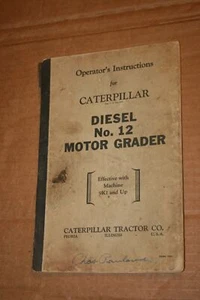 Operator's Instructions
for
CATERPILLAR
DIESEL
No. 12
MOTOR GRADER
Effective with
Machine
9K1 and Up
CATERPILLAR TRACTOR CO.
PEORIA, ILLINOIS U.S.A.